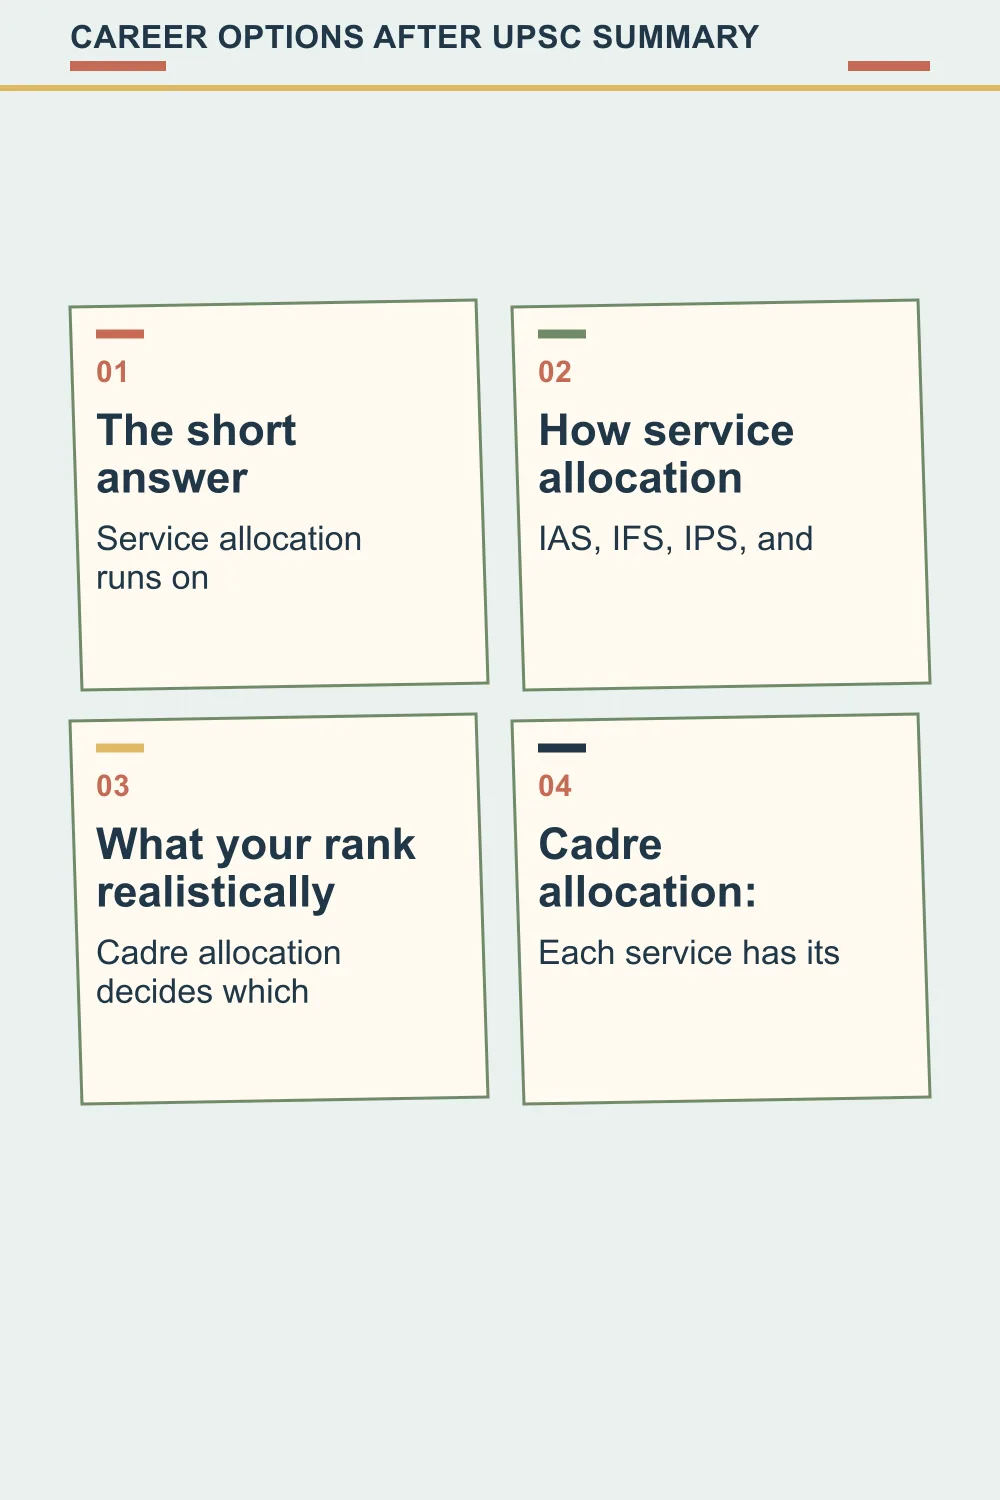 CAREER OPTIONS AFTER UPSC SUMMARY
01
The short
answer
Service allocation
runs on
02
How service
allocation
IAS, IFS, IPS, and
03
What your rank
realistically
Cadre allocation
decides which
04
Cadre
allocation:
Each service has its